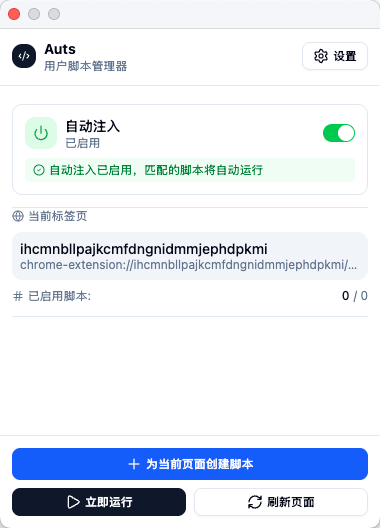 Auts
用户脚本管理器
设置
自动注入
已启用
自动注入已启用，匹配的脚本将自动运行
当前标签页
ihcmnbllpajkcmfdngnidmmjephdpkmi
chrome-extension://ihcmnbllpajkcmfdngnidmmjephdpkmi/...
已启用脚本:
0 / 0
为当前页面创建脚本
立即运行
刷新页面